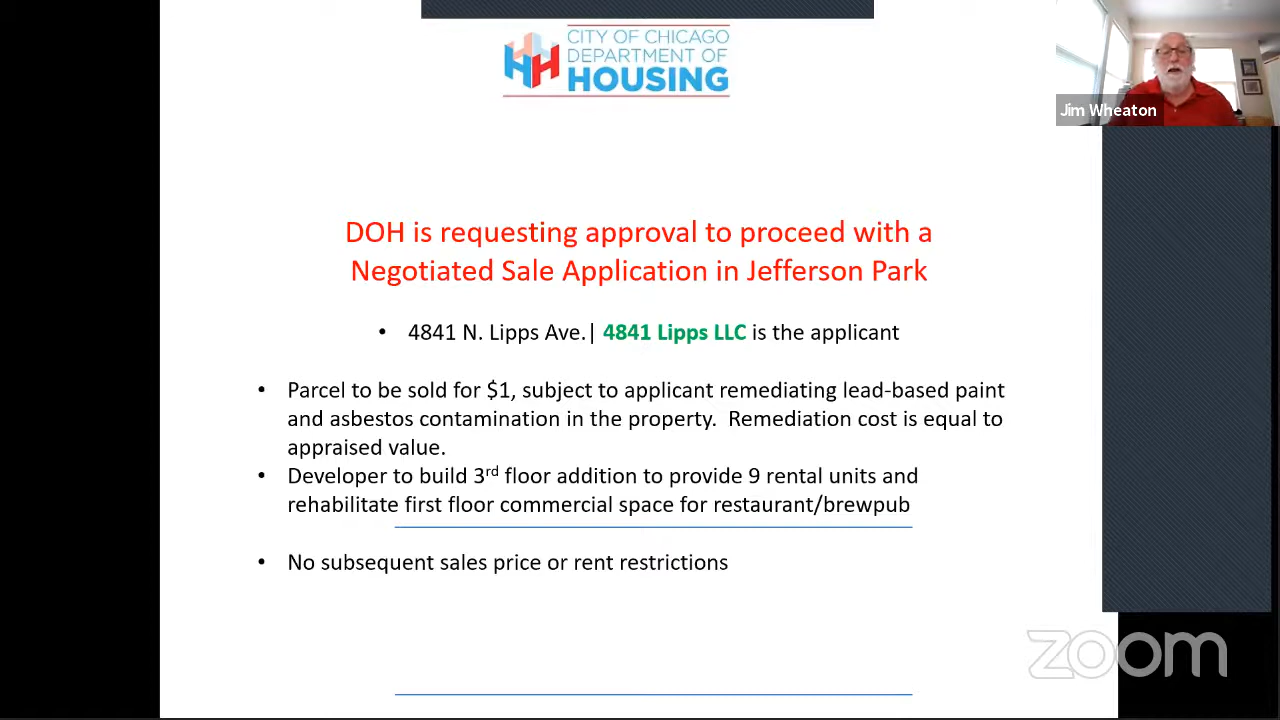 CITY OF CHICAGO
DEPARTMENT OF
HOUSING
Jim Wheaton
DOH is requesting approval to proceed with a
Negotiated Sale Application in Jefferson Park
• 4841 N. Lipps Ave.| 4841 Lipps LLC is the applicant
• Parcel to be sold for $1, subject to applicant remediating lead-based paint
and asbestos contamination in the property.  Remediation cost is equal to
appraised value.
• Developer to build 3rd floor addition to provide 9 rental units and
rehabilitate first floor commercial space for restaurant/brewpub
• No subsequent sales price or rent restrictions
zoom